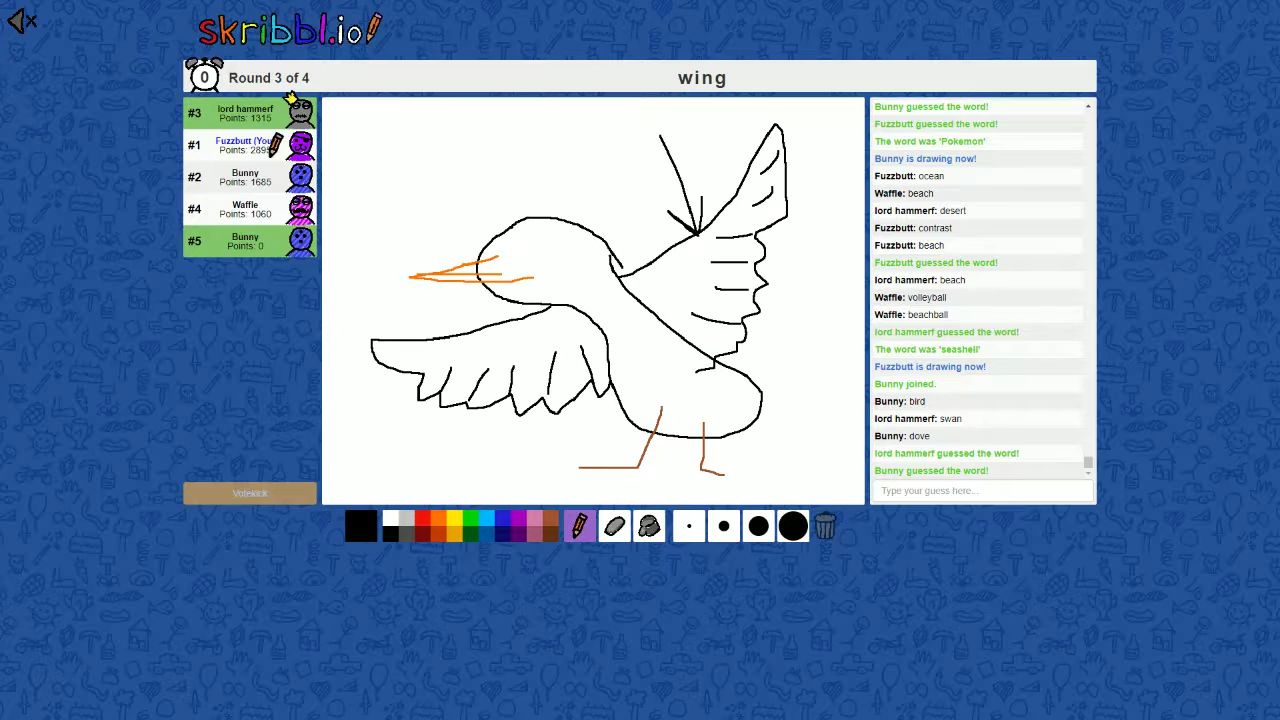 skribbl.io
0
Round 3 of 4
wing
#3
lord hammerf
Points: 1315
#1
Fuzzbutt (You
Points: 2895
#2
Bunny
Points: 1685
#4
Waffle
Points: 1060
#5
Bunny
Points: 0
Votekick
Bunny guessed the word!
Fuzzbutt guessed the word!
The word was 'Pokemon'
Bunny is drawing now!
Fuzzbutt: ocean
Waffle: beach
lord hammerf: desert
Fuzzbutt: contrast
Fuzzbutt: beach
Fuzzbutt guessed the word!
lord hammerf: beach
Waffle: volleyball
Waffle: beachball
lord hammerf guessed the word!
The word was 'seashell'
Fuzzbutt is drawing now!
Bunny joined.
Bunny: bird
lord hammerf: swan
Bunny: dove
lord hammerf guessed the word!
Bunny guessed the word!
Type your guess here...